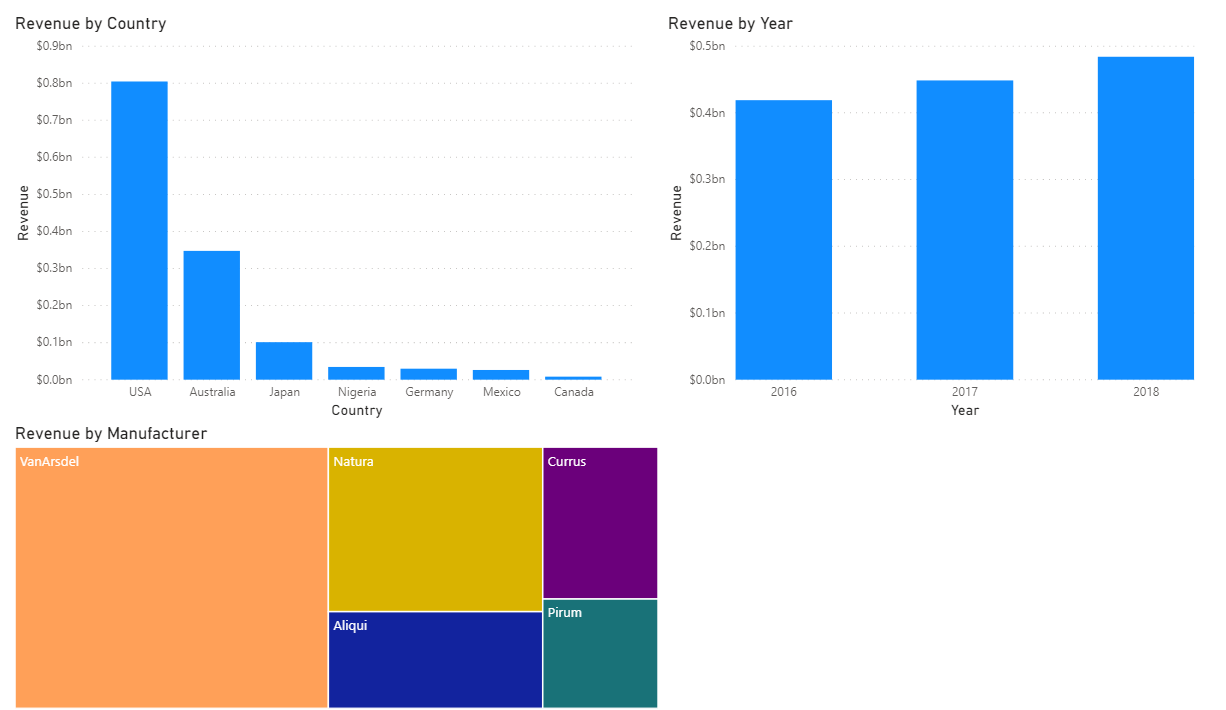 Revenue by Country
$0.9bn
$0.8bn
$0.7bn
$0.6bn
$0.5bn
$0.4bn
$0.3bn
$0.2bn
$0.1bn
$0.0bn
Revenue
USA Australia Japan Nigeria Germany Mexico Canada
Country
Revenue by Year
$0.5bn
$0.4bn
$0.3bn
$0.2bn
$0.1bn
$0.0bn
Revenue
2016 2017 2018
Year
Revenue by Manufacturer
VanArsdel
Natura
Currus
Aliqui
Pirum